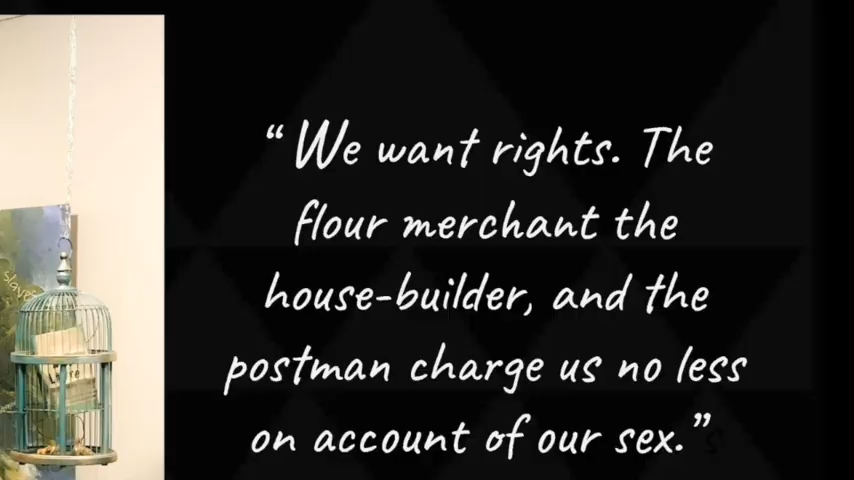 “ We want rights. The
flour merchant the
house-builder, and the
postman charge us no less
on account of our sex.”
slave